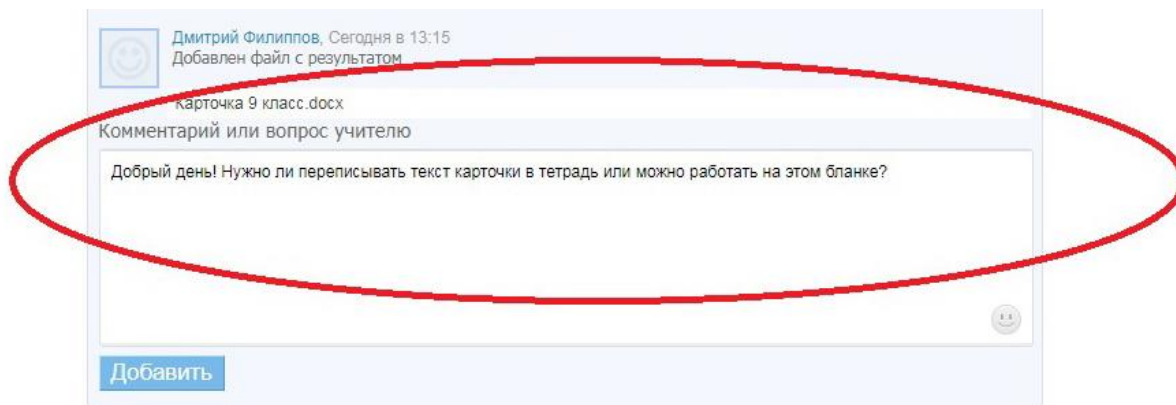 Дмитрий Филиппов, Сегодня в 13:15
Добавлен файл с результатом
Карточка 9 класс.docx
Комментарий или вопрос учителю
Добрый день! Нужно ли переписывать текст карточки в тетрадь или можно работать на этом бланке?
Добавить